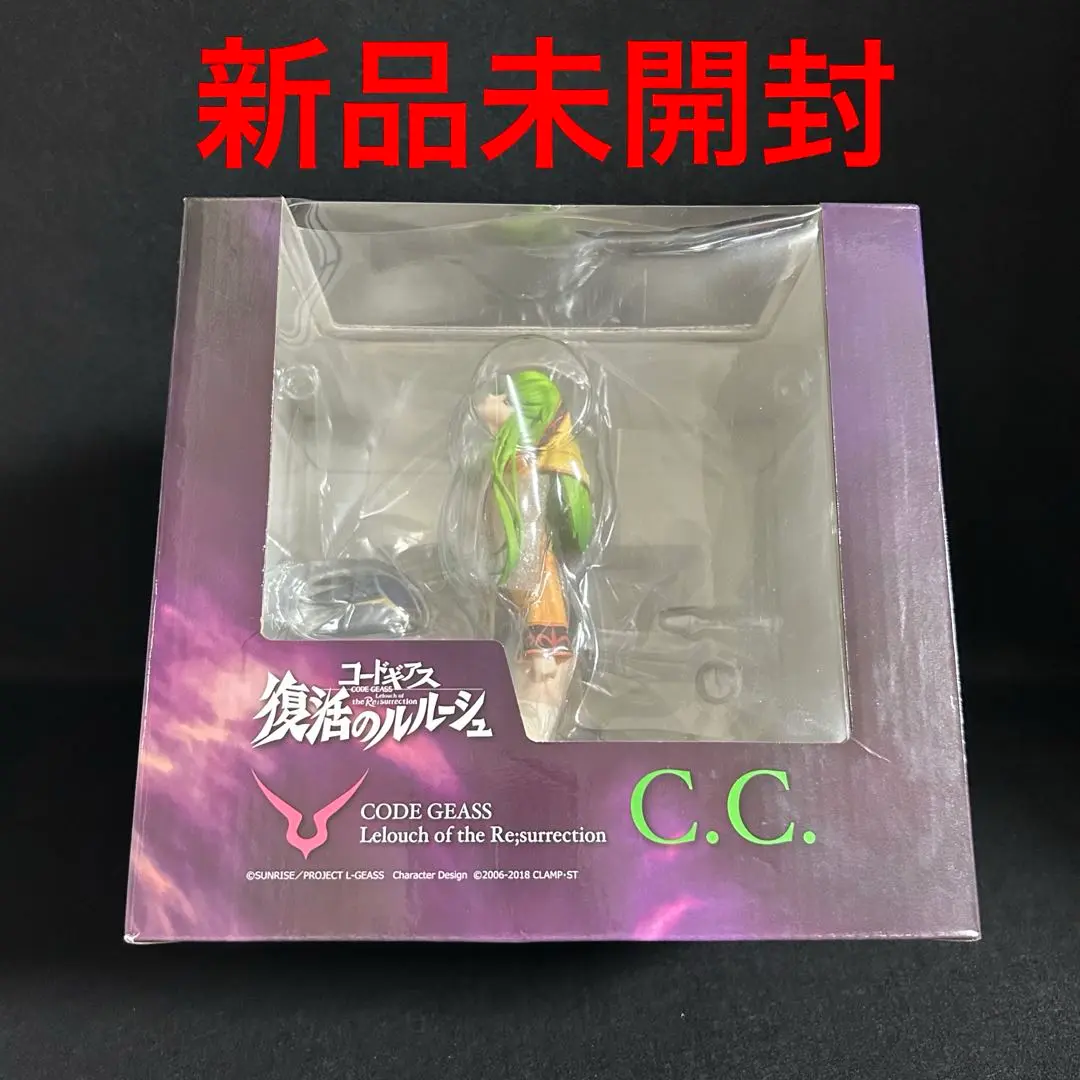 新品未開封
コードギアス
CODE GEASS
Lelouch of
the Re;surrection
復活のルルーシュ
CODE GEASS
Lelouch of the Re;surrection
C.C.
©SUNRISE／PROJECT L-GEASS Character Design ©2006-2018 CLAMP・ST